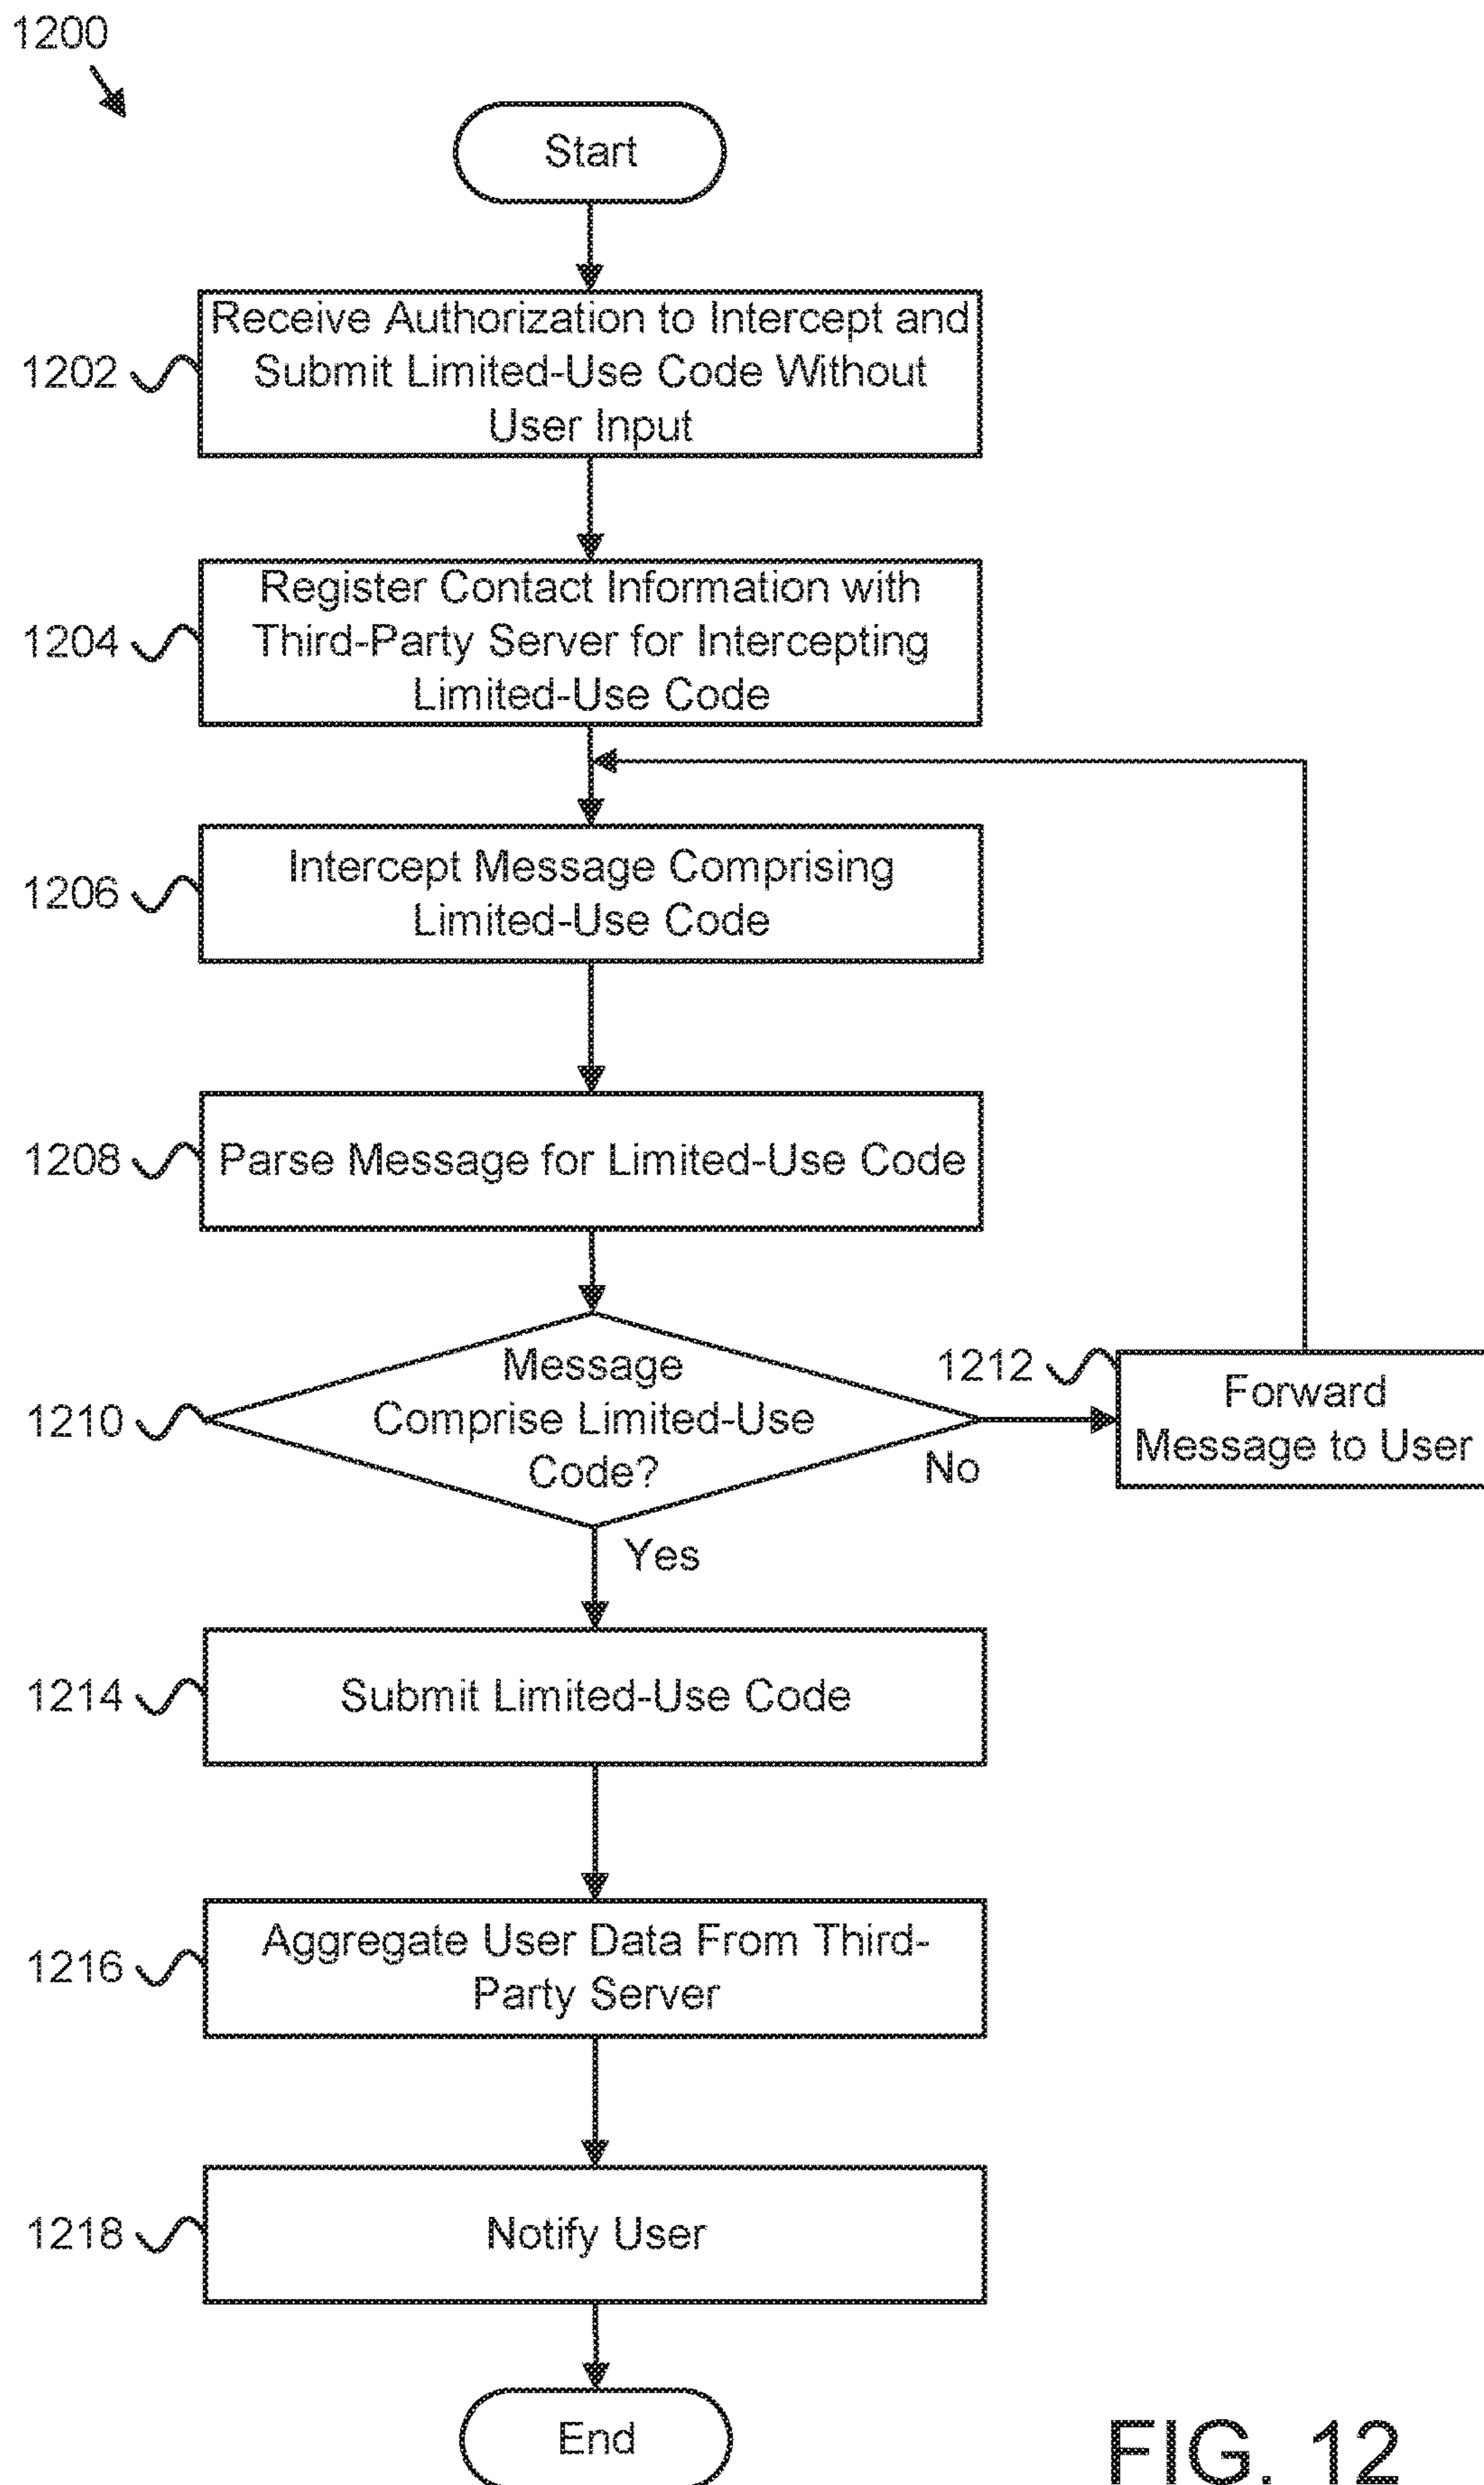 1200
Start
1202
Receive Authorization to Intercept and
Submit Limited-Use Code Without
User Input
1204
Register Contact Information with
Third-Party Server for Intercepting
Limited-Use Code
1206
Intercept Message Comprising
Limited-Use Code
1208
Parse Message for Limited-Use Code
1210
Message
Comprise Limited-Use
Code?
No
1212
Forward
Message to User
Yes
1214
Submit Limited-Use Code
1216
Aggregate User Data From Third-
Party Server
1218
Notify User
End
FIG. 12